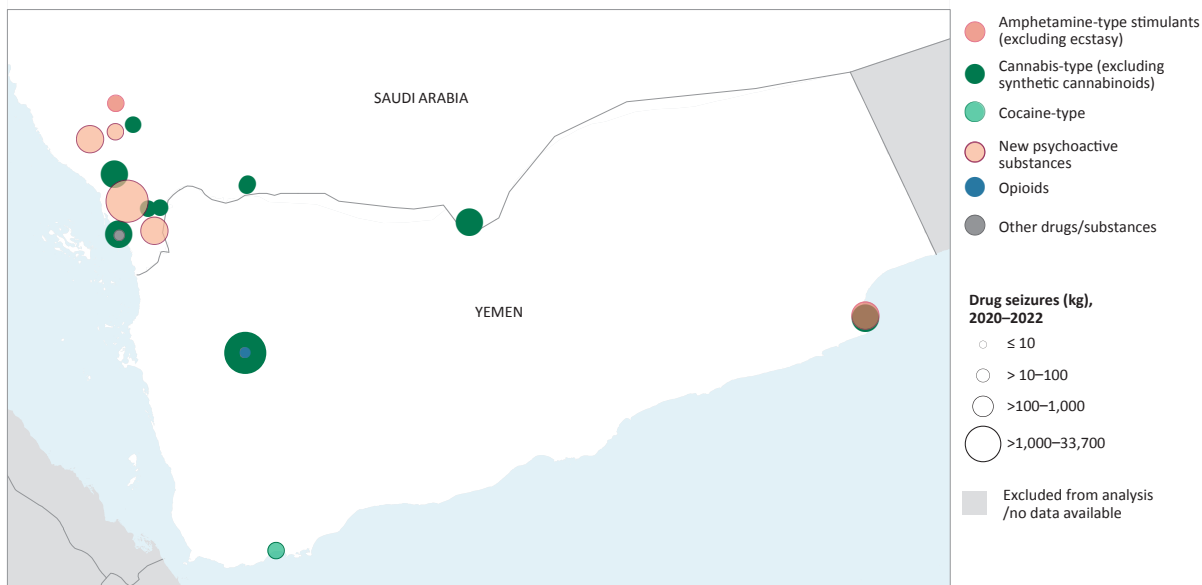 SAUDI ARABIA
YEMEN
Amphetamine-type stimulants
(excluding ecstasy)
Cannabis-type (excluding
synthetic cannabinoids)
Cocaine-type
New psychoactive
substances
Opioids
Other drugs/substances
Drug seizures (kg),
2020–2022
≤ 10
> 10–100
>100–1,000
>1,000–33,700
Excluded from analysis
/no data available